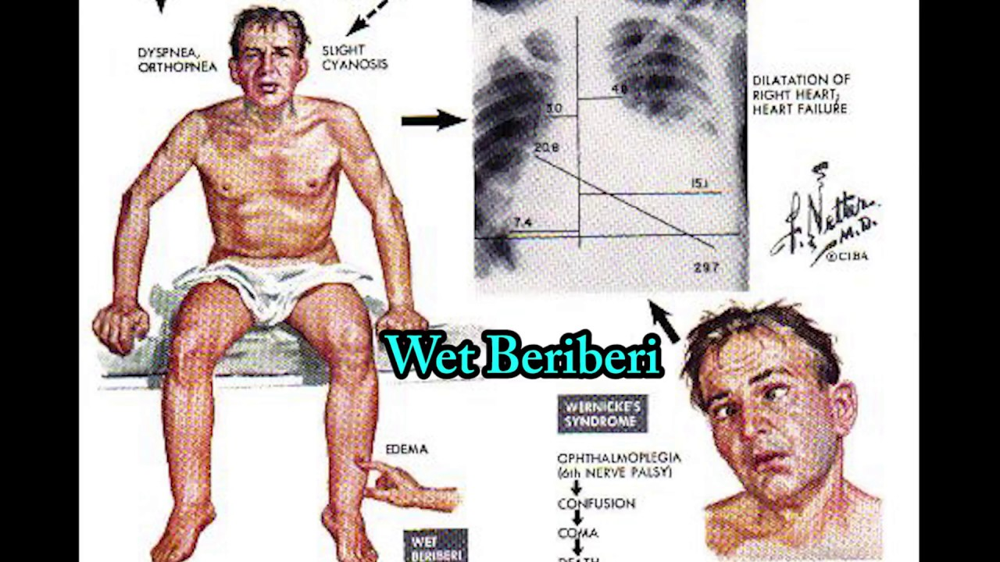 DYSPNEA,
ORTHOPNEA
SLIGHT
CYANOSIS
4.8
3.0
20.8
15.1
7.4
29.7
DILATATION OF
RIGHT HEART;
HEART FAILURE
F. Netter
M.D.
©CIBA
Wet Beriberi
EDEMA
WET
BERIBERI
WERNICKE'S
SYNDROME
OPHTHALMOPLEGIA
(6th NERVE PALSY)
CONFUSION
COMA
DEATH